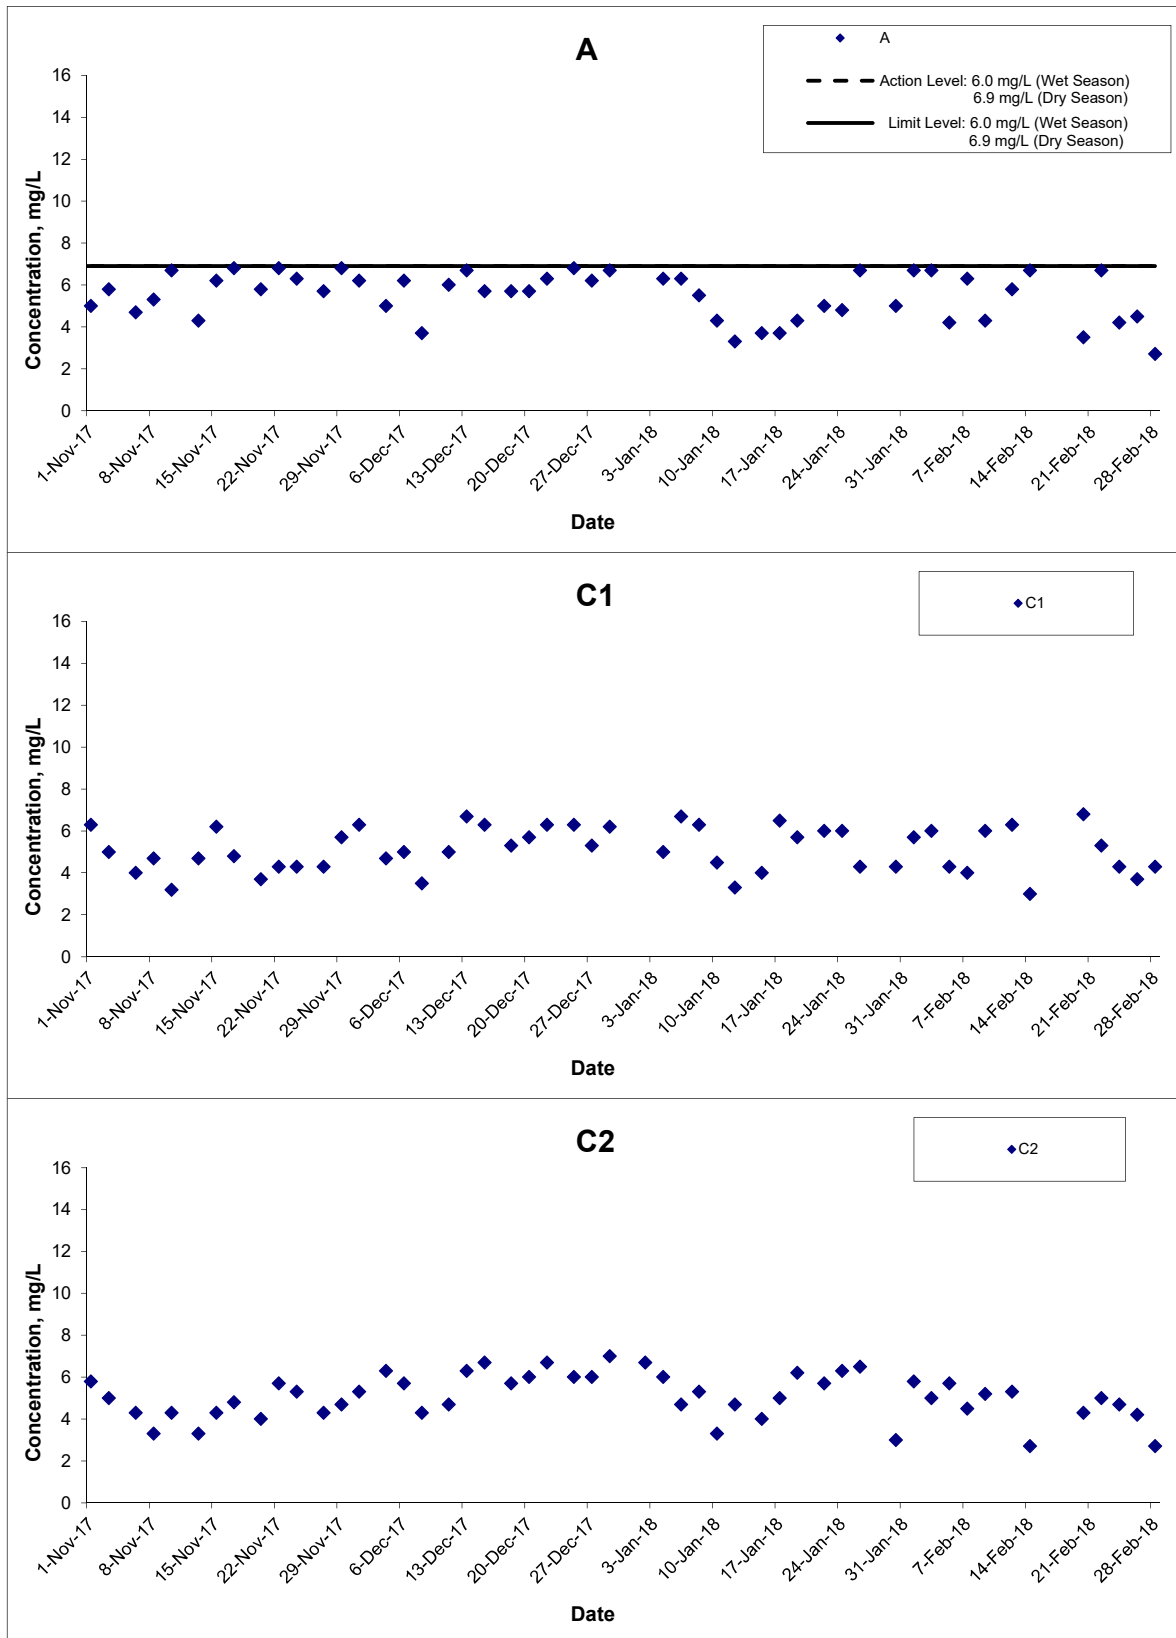 A
A
Action Level: 6.0 mg/L (Wet Season)
6.9 mg/L (Dry Season)
Limit Level: 6.0 mg/L (Wet Season)
6.9 mg/L (Dry Season)
Concentration, mg/L
16
14
12
10
8
6
4
2
0
1-Nov-17
8-Nov-17
15-Nov-17
22-Nov-17
29-Nov-17
6-Dec-17
13-Dec-17
20-Dec-17
27-Dec-17
3-Jan-18
10-Jan-18
17-Jan-18
24-Jan-18
31-Jan-18
7-Feb-18
14-Feb-18
21-Feb-18
28-Feb-18
Date
C1
C1
Concentration, mg/L
16
14
12
10
8
6
4
2
0
1-Nov-17
8-Nov-17
15-Nov-17
22-Nov-17
29-Nov-17
6-Dec-17
13-Dec-17
20-Dec-17
27-Dec-17
3-Jan-18
10-Jan-18
17-Jan-18
24-Jan-18
31-Jan-18
7-Feb-18
14-Feb-18
21-Feb-18
28-Feb-18
Date
C2
C2
Concentration, mg/L
16
14
12
10
8
6
4
2
0
1-Nov-17
8-Nov-17
15-Nov-17
22-Nov-17
29-Nov-17
6-Dec-17
13-Dec-17
20-Dec-17
27-Dec-17
3-Jan-18
10-Jan-18
17-Jan-18
24-Jan-18
31-Jan-18
7-Feb-18
14-Feb-18
21-Feb-18
28-Feb-18
Date